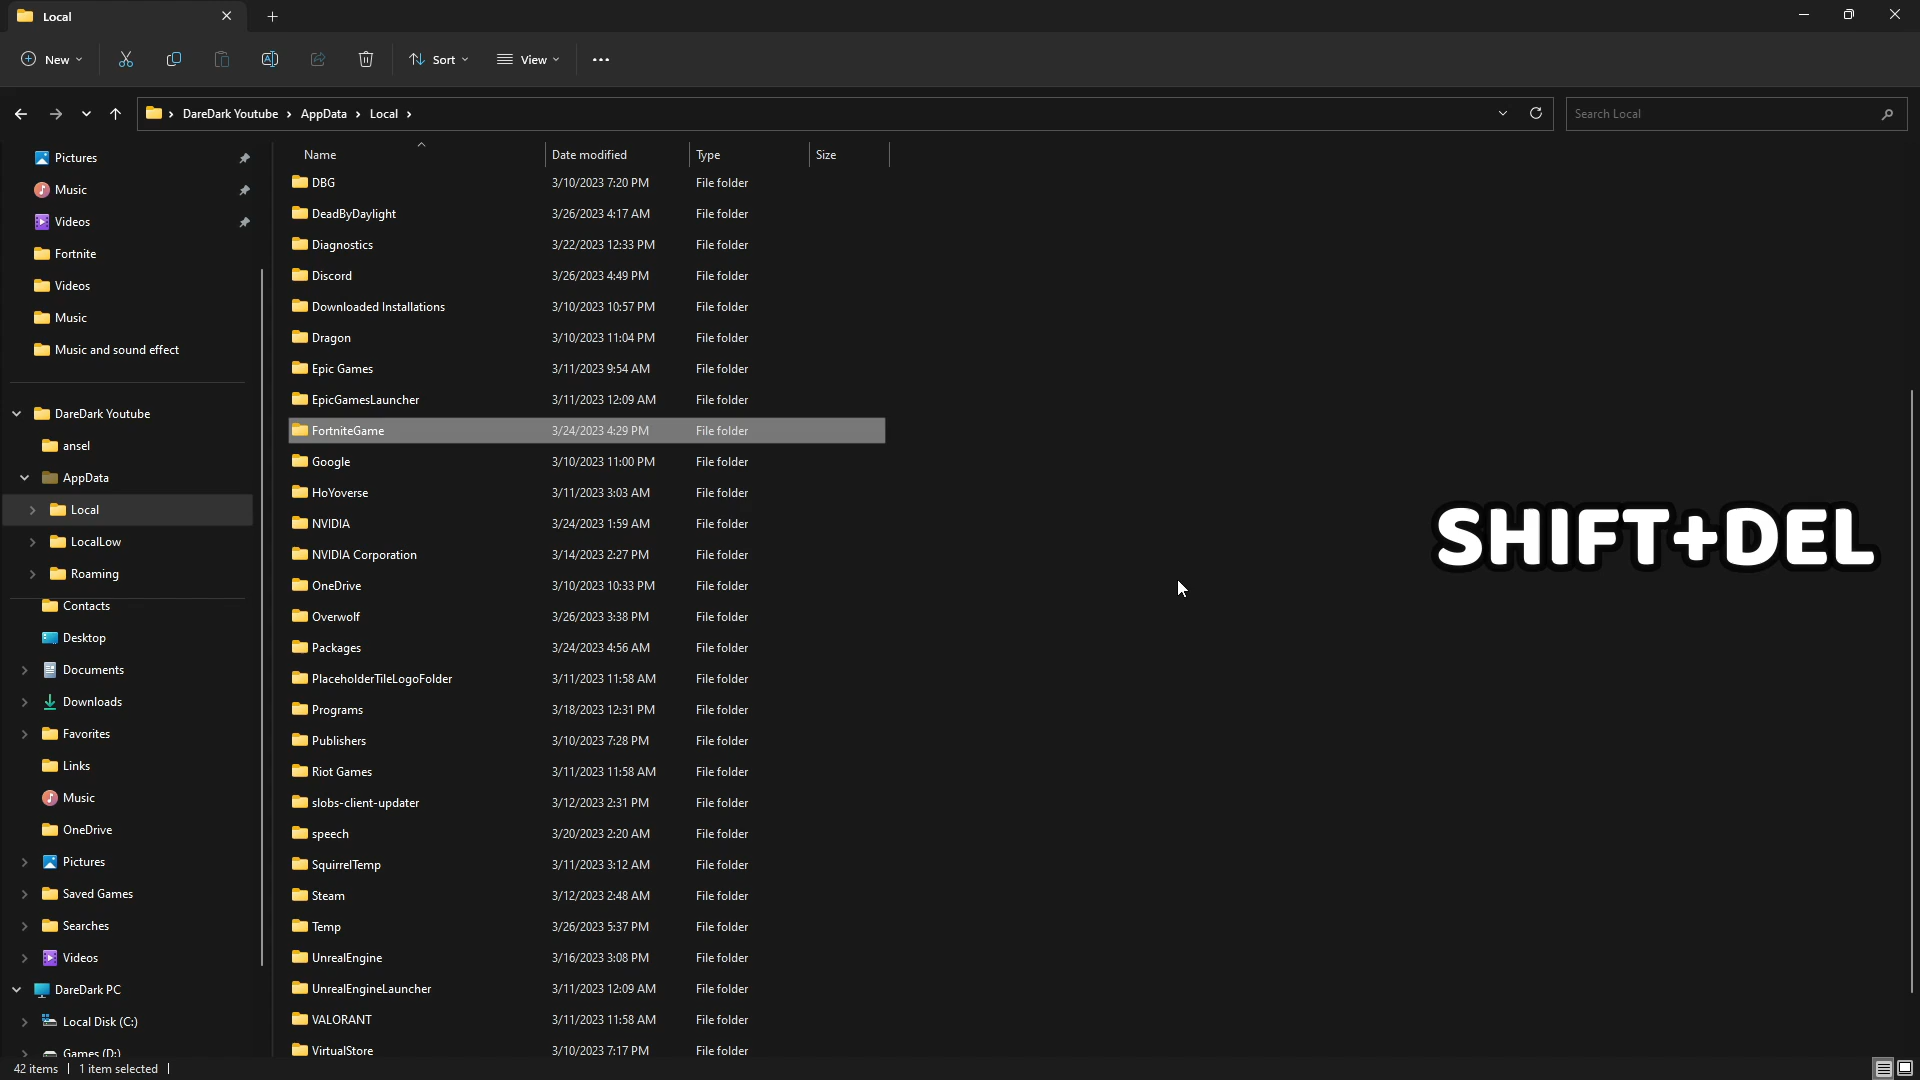 Local
New
Sort
View
DareDark Youtube > AppData > Local >
Search Local
Pictures
Music
Videos
Fortnite
Videos
Music
Music and sound effect
DareDark Youtube
ansel
AppData
Local
LocalLow
Roaming
Contacts
Desktop
Documents
Downloads
Favorites
Links
Music
OneDrive
Pictures
Saved Games
Searches
Videos
DareDark PC
Local Disk (C:)
Games (D:)
Name Date modified Type Size
DBG 3/10/2023 7:20 PM File folder
DeadByDaylight 3/26/2023 4:17 AM File folder
Diagnostics 3/22/2023 12:33 PM File folder
Discord 3/26/2023 4:49 PM File folder
Downloaded Installations 3/10/2023 10:57 PM File folder
Dragon 3/10/2023 11:04 PM File folder
Epic Games 3/11/2023 9:54 AM File folder
EpicGamesLauncher 3/11/2023 12:09 AM File folder
FortniteGame 3/24/2023 4:29 PM File folder
Google 3/10/2023 11:00 PM File folder
HoYoverse 3/11/2023 3:03 AM File folder
NVIDIA 3/24/2023 1:59 AM File folder
NVIDIA Corporation 3/14/2023 2:27 PM File folder
OneDrive 3/10/2023 10:33 PM File folder
Overwolf 3/26/2023 3:38 PM File folder
Packages 3/24/2023 4:56 AM File folder
PlaceholderTileLogoFolder 3/11/2023 11:58 AM File folder
Programs 3/18/2023 12:31 PM File folder
Publishers 3/10/2023 7:28 PM File folder
Riot Games 3/11/2023 11:58 AM File folder
slobs-client-updater 3/12/2023 2:31 PM File folder
speech 3/20/2023 2:20 AM File folder
SquirrelTemp 3/11/2023 3:12 AM File folder
Steam 3/12/2023 2:48 AM File folder
Temp 3/26/2023 5:37 PM File folder
UnrealEngine 3/16/2023 3:08 PM File folder
UnrealEngineLauncher 3/11/2023 12:09 AM File folder
VALORANT 3/11/2023 11:58 AM File folder
VirtualStore 3/10/2023 7:17 PM File folder
SHIFT+DEL
42 items | 1 item selected |